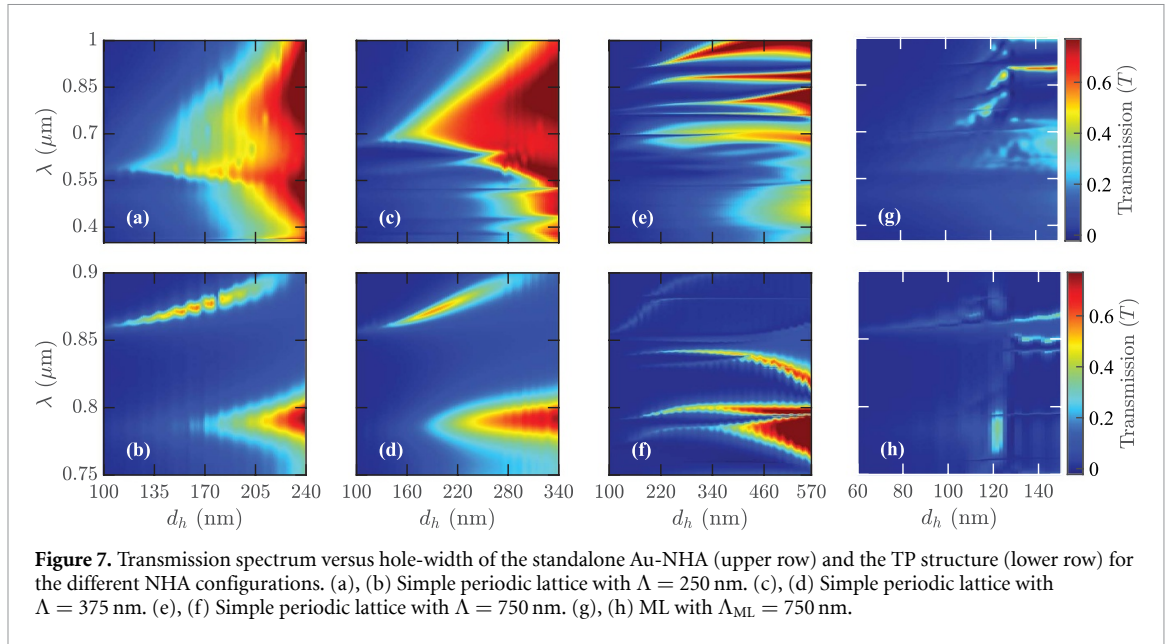 1
0.85
0.7
0.55
0.4
λ (μm)
(a)
(c)
(e)
(g)
0.6
0.4
0.2
0
Transmission (T)
0.9
0.85
0.8
0.75
λ (μm)
(b)
(d)
(f)
(h)
0.6
0.4
0.2
0
Transmission (T)
100 135 170 205 240
100 160 220 280 340
100 220 340 460 570
60 80 100 120 140
d_h (nm)
d_h (nm)
d_h (nm)
d_h (nm)
Figure 7. Transmission spectrum versus hole-width of the standalone Au-NHA (upper row) and the TP structure (lower row) for
the different NHA configurations. (a), (b) Simple periodic lattice with Λ = 250 nm. (c), (d) Simple periodic lattice with
Λ = 375 nm. (e), (f) Simple periodic lattice with Λ = 750 nm. (g), (h) ML with Λ_ML = 750 nm.